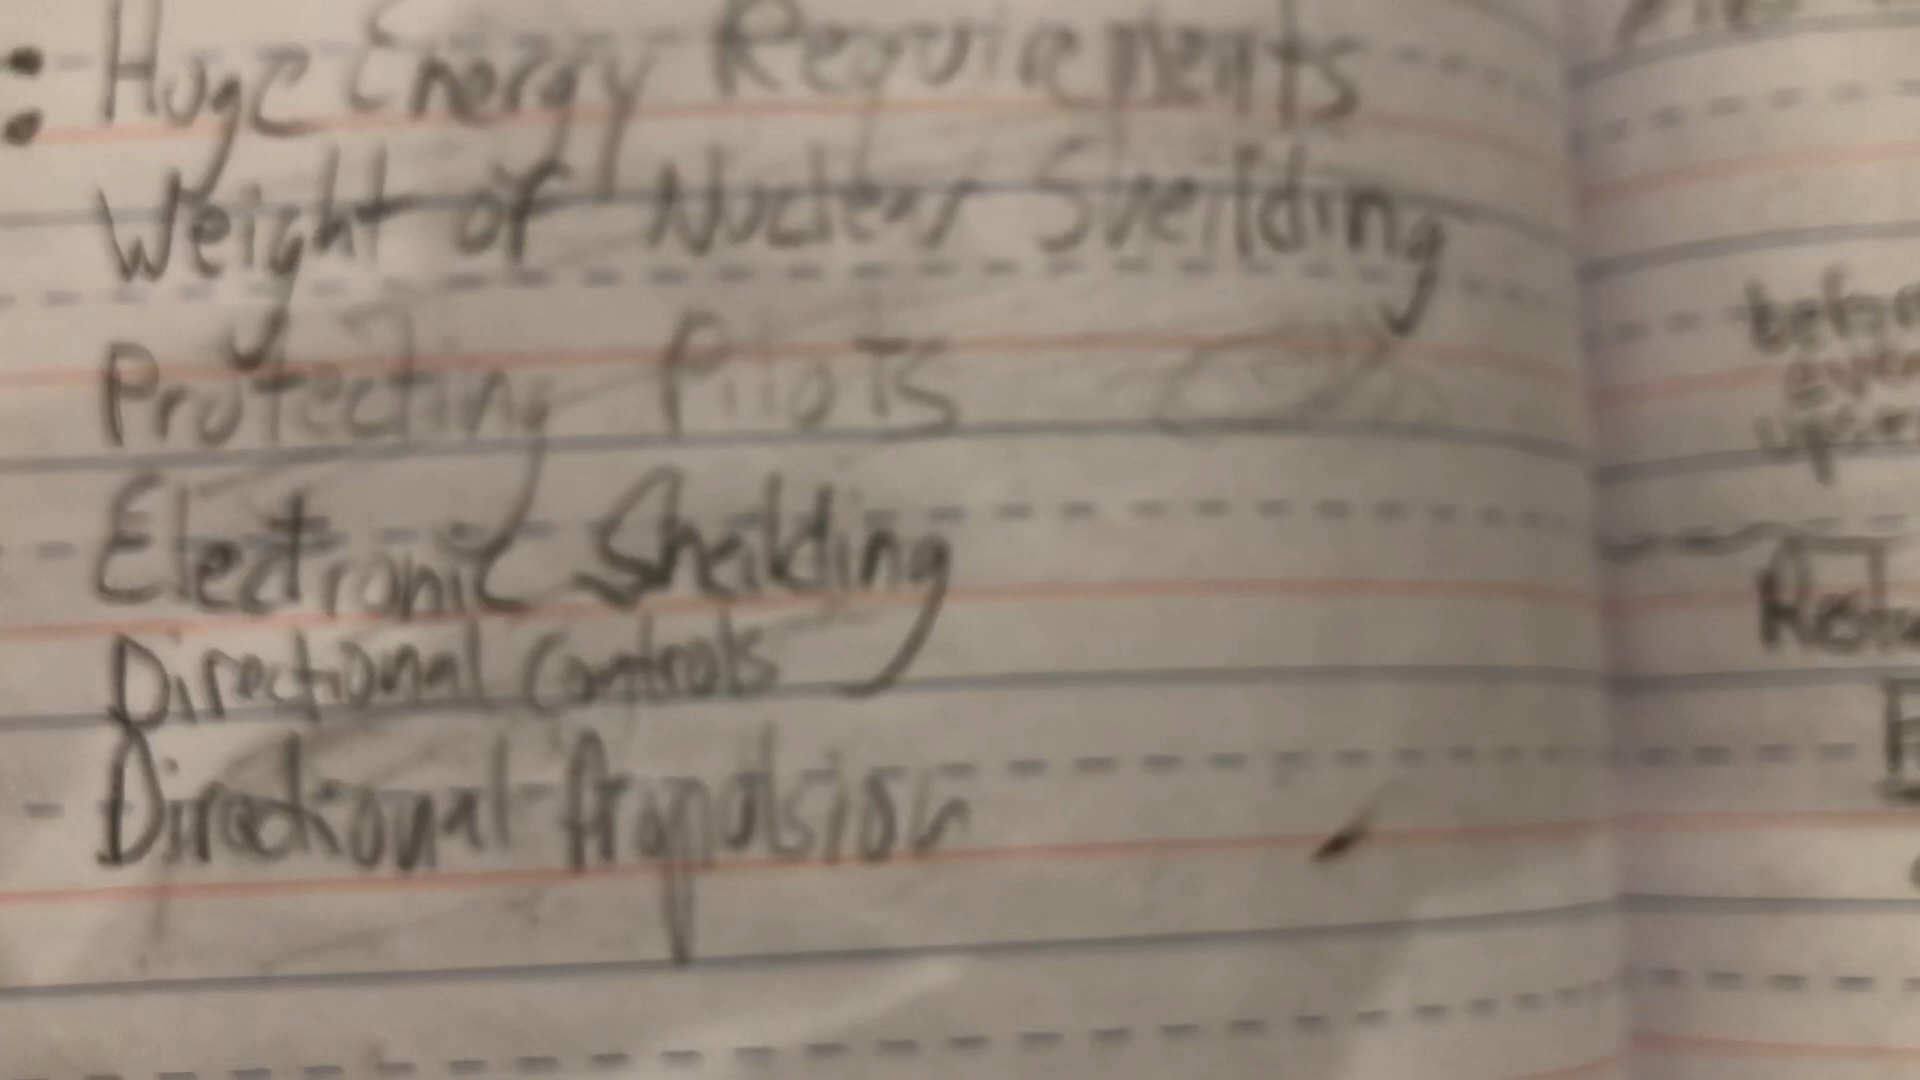 : Huge Energy Requirements
Weight of Nuclear Sheilding
Protecting Pilots
Electronic Sheilding
Directional Controls
Directional Propulsion